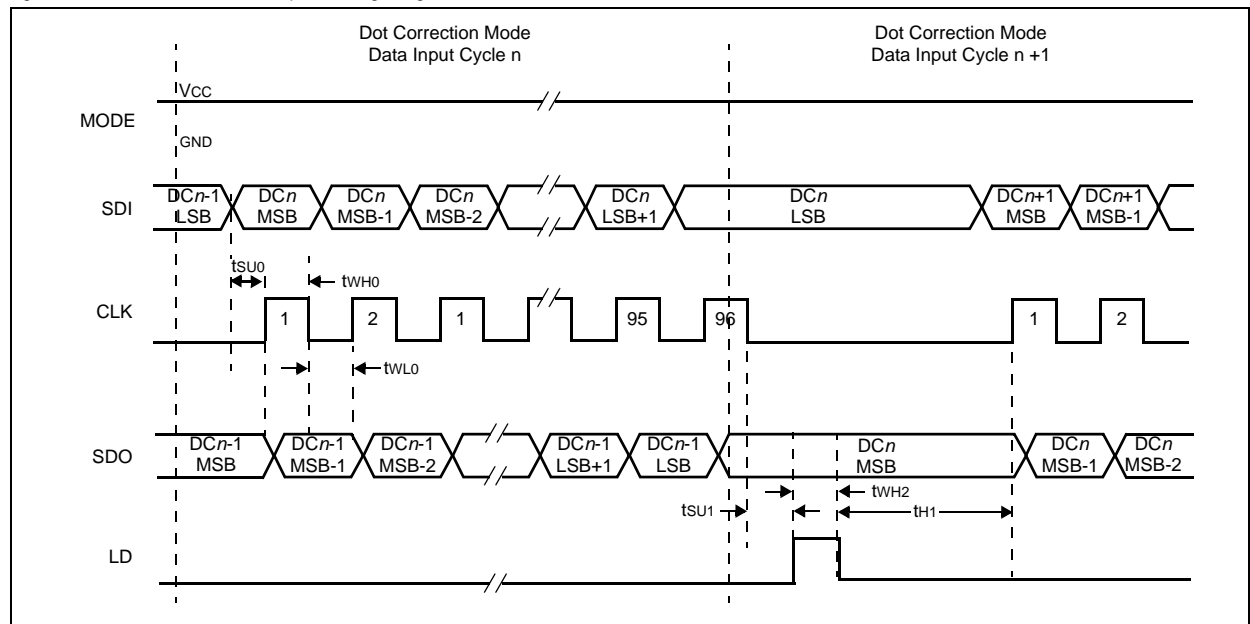 Dot Correction Mode
Data Input Cycle n
Dot Correction Mode
Data Input Cycle n +1
VCC
MODE
GND
SDI
DCn-1
LSB
DCn
MSB
DCn
MSB-1
DCn
MSB-2
DCn
LSB+1
DCn
LSB
DCn+1
MSB
DCn+1
MSB-1
tSU0
tWH0
CLK
1
2
1
95
96
1
2
tWL0
SDO
DCn-1
MSB
DCn-1
MSB-1
DCn-1
MSB-2
DCn-1
LSB+1
DCn-1
LSB
DCn
MSB
DCn
MSB-1
DCn
MSB-2
tWH2
tSU1
tH1
LD